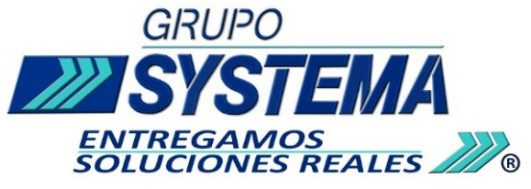 GRUPO
SYSTEMA
ENTREGAMOS
SOLUCIONES REALES ®